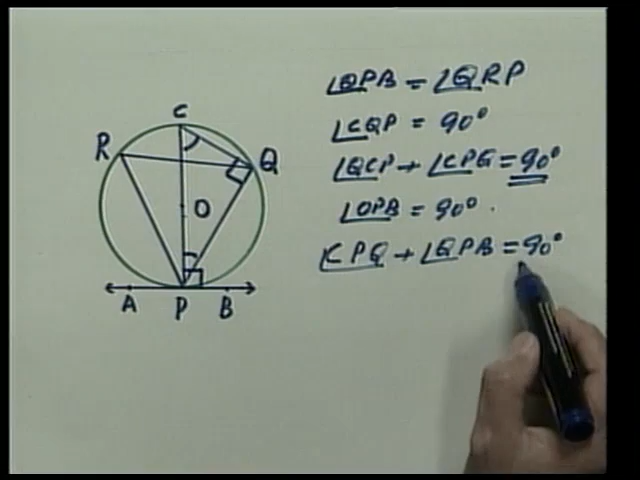 C
R
Q
O
A P B
∠QPB = ∠QRP
∠CQP = 90°
∠QCP + ∠CPQ = 90°
∠OPB = 90°.
∠CPQ + ∠QPB = 90°